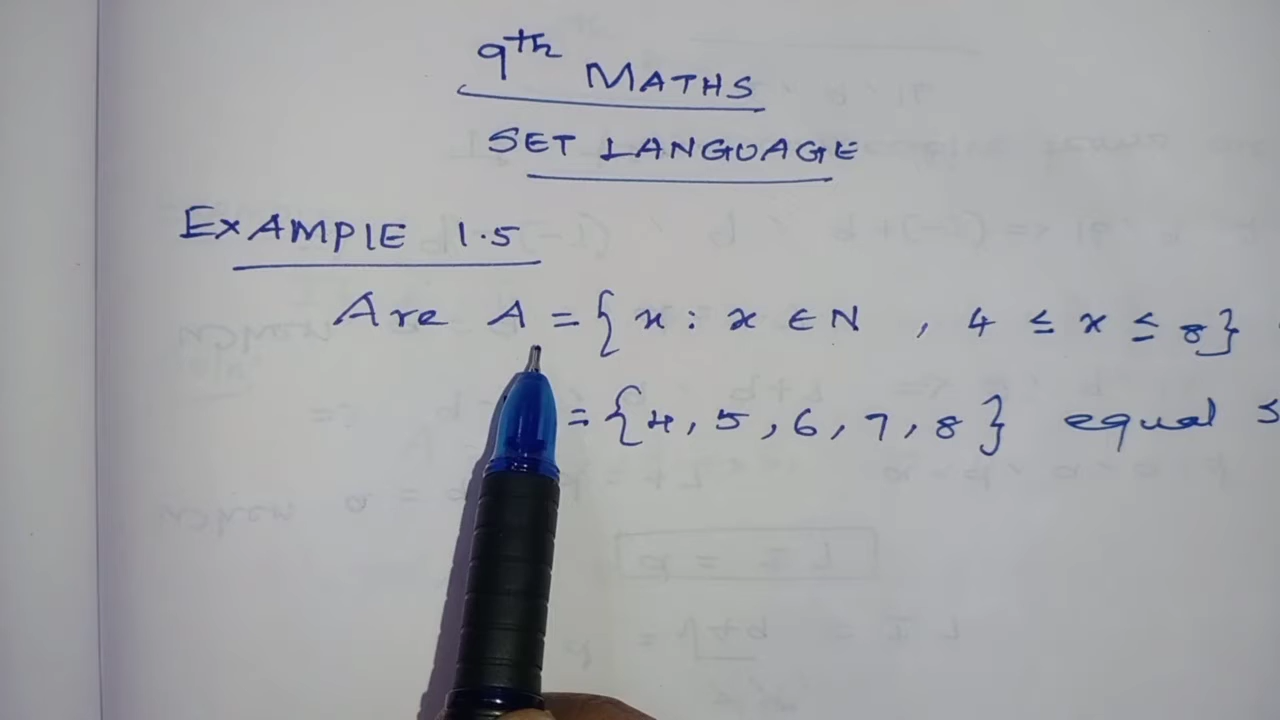 9th MATHS
SET LANGUAGE
EXAMPLE 1.5
Are A = { x : x ∈ N , 4 ≤ x ≤ 8}
= {4, 5, 6, 7, 8} equal